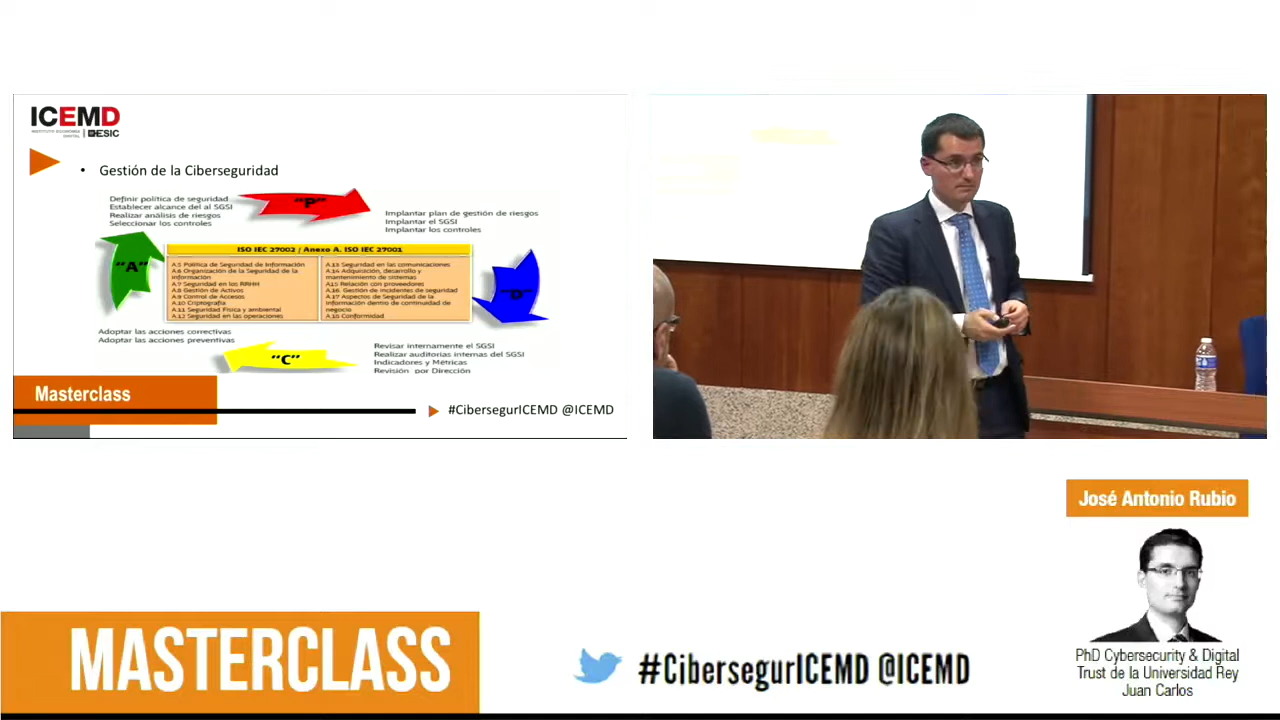 ICEMD
ESIC
• Gestión de la Ciberseguridad
Definir política de seguridad
Establecer alcance del al SGSI
Realizar análisis de riesgos
Seleccionar los controles
"P"
Implantar plan de gestión de riesgos
Implantar el SGSI
Implantar los controles
"A"
ISO IEC 27002 / Anexo A. ISO IEC 27001
A.5 Política de Seguridad de Información
A.6 Organización de la Seguridad de la
información
A.7 Seguridad en los RRHH
A.8 Gestión de Activos
A.9 Control de Accesos
A.10 Criptografía
A.11 Seguridad Física y ambiental
A.12 Seguridad en las operaciones
A.13 Seguridad en las comunicaciones
A.14 Adquisición, desarrollo y
mantenimiento de sistemas
A.15 Relación con proveedores
A.16. Gestión de incidentes de seguridad
A.17 Aspectos de Seguridad de la
información dentro de continuidad de
negocio
A.18 Conformidad
"D"
Adoptar las acciones correctivas
Adoptar las acciones preventivas
"C"
Revisar internamente el SGSI
Realizar auditorías internas del SGSI
Indicadores y Métricas
Revisión por Dirección
Masterclass
#CibersegurICEMD @ICEMD
José Antonio Rubio
PhD Cybersecurity & Digital
Trust de la Universidad Rey
Juan Carlos
MASTERCLASS
#CibersegurICEMD @ICEMD